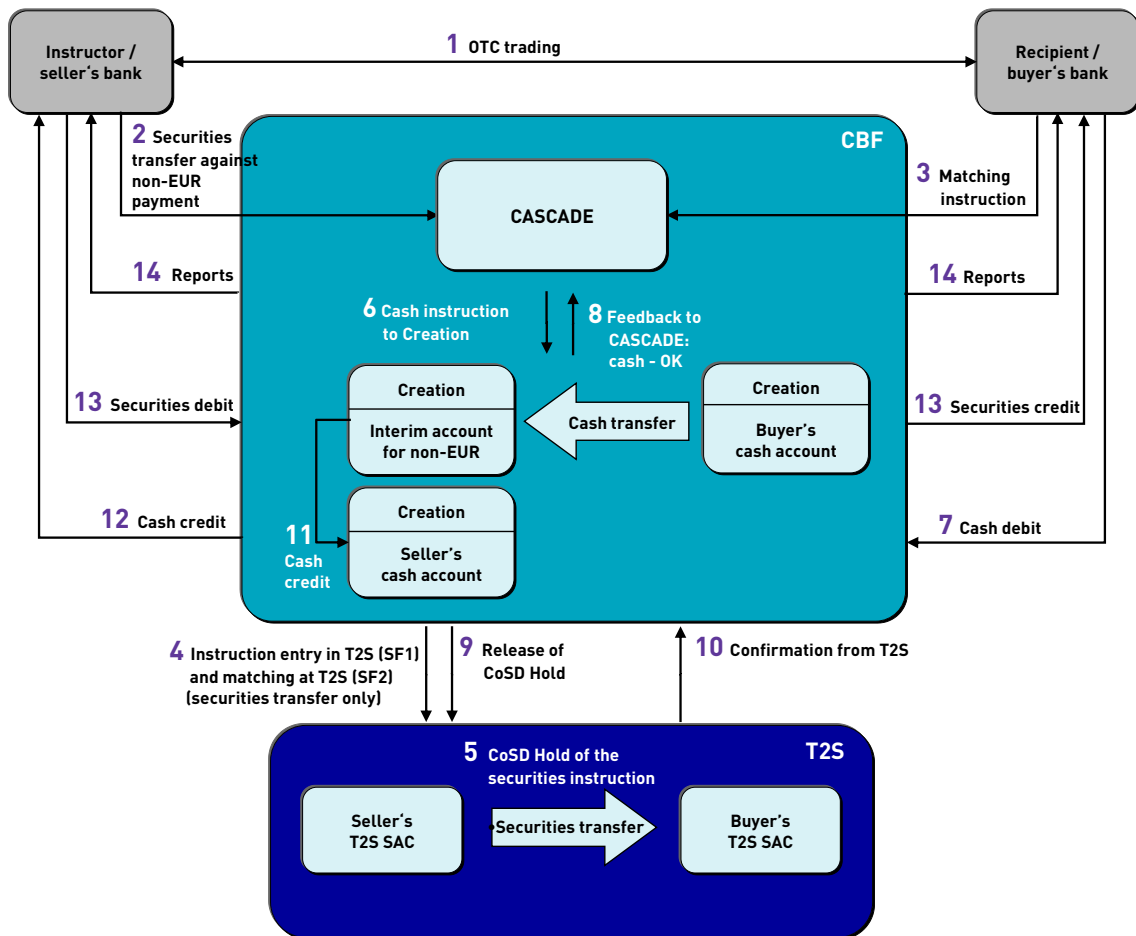 Instructor /
seller‘s bank
1 OTC trading
Recipient /
buyer’s bank
2 Securities
transfer against
non-EUR
payment
CBF
3 Matching
instruction
CASCADE
14 Reports
14 Reports
6 Cash instruction
to Creation
8 Feedback to
CASCADE:
cash - OK
13 Securities debit
Creation
Interim account
for non-EUR
Cash transfer
Creation
Buyer’s
cash account
13 Securities credit
12 Cash credit
11
Cash
credit
Creation
Seller’s
cash account
7 Cash debit
4 Instruction entry in T2S (SF1)
and matching at T2S (SF2)
(securities transfer only)
9 Release of
CoSD Hold
10 Confirmation from T2S
5 CoSD Hold of the
securities instruction
T2S
Seller‘s
T2S SAC
Securities transfer
Buyer’s
T2S SAC